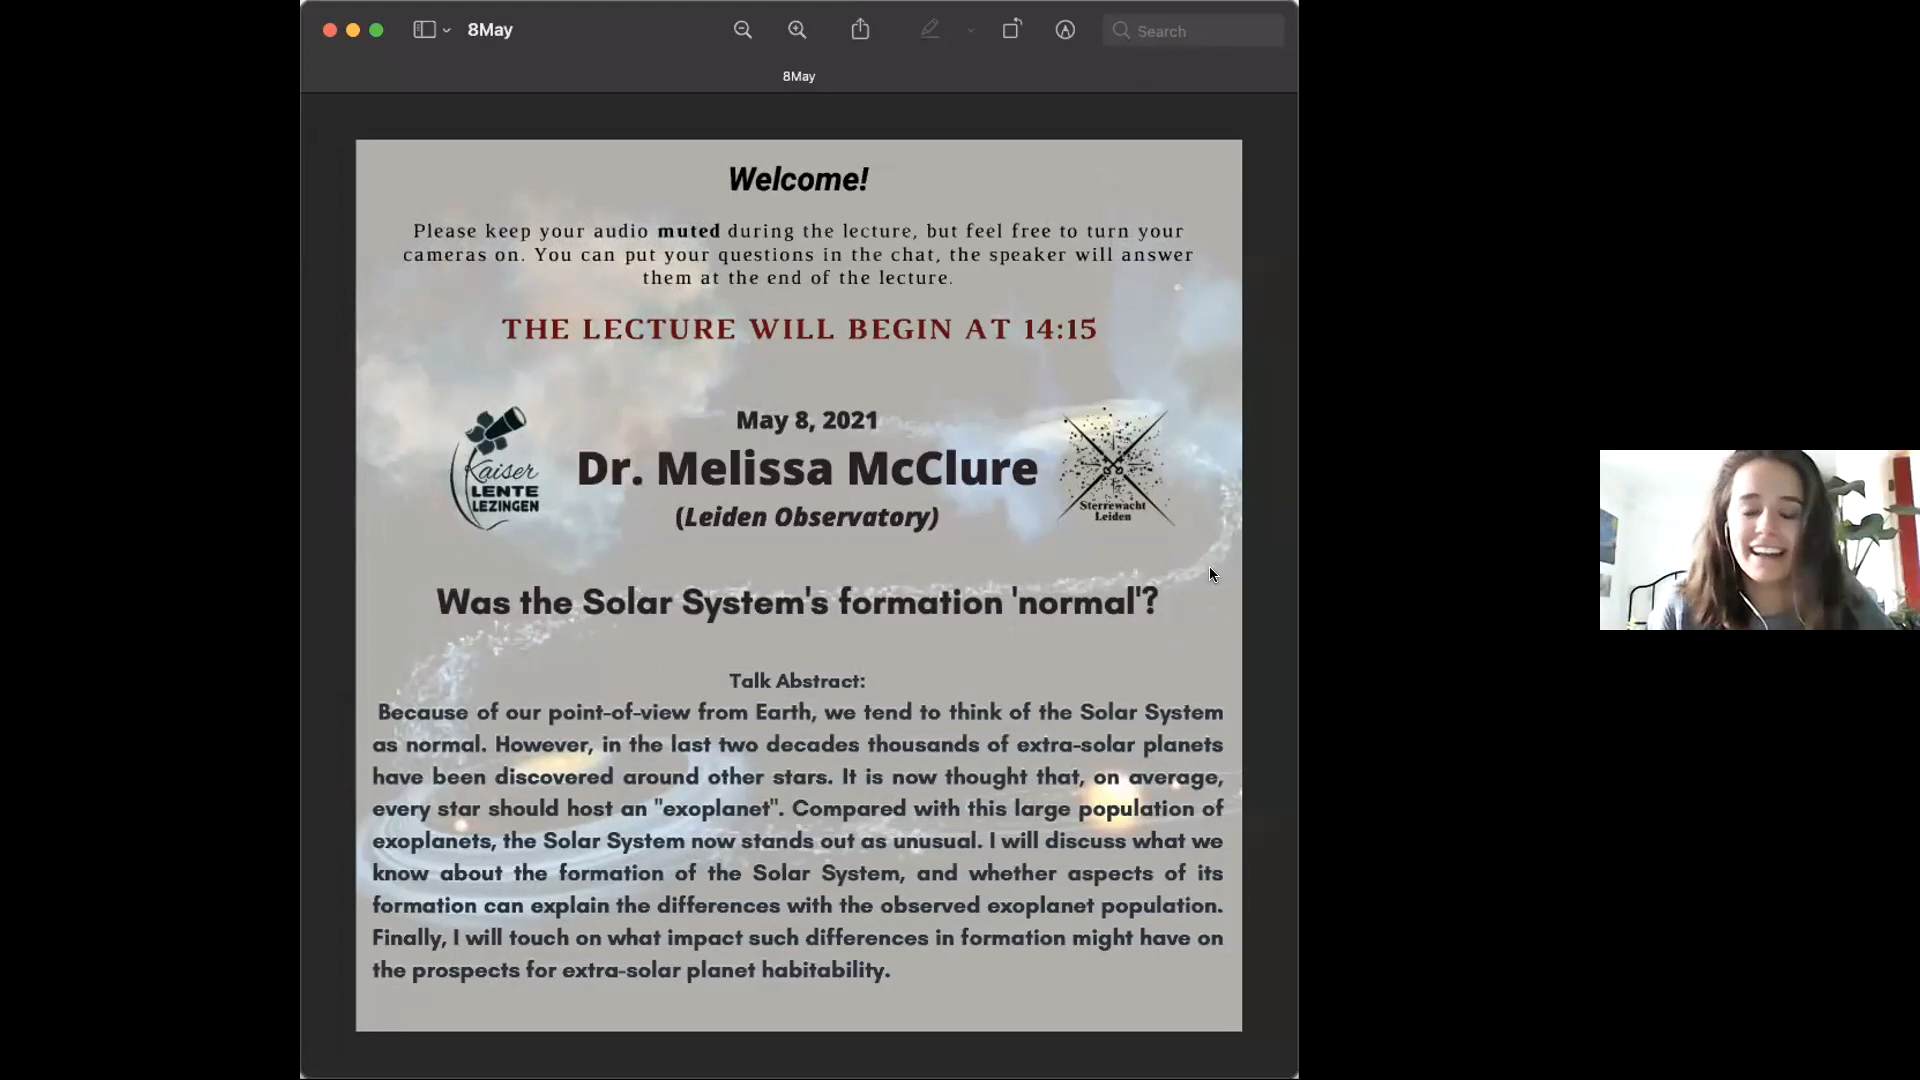 8May
Search
8May
Welcome!
Please keep your audio muted during the lecture, but feel free to turn your
cameras on. You can put your questions in the chat, the speaker will answer
them at the end of the lecture.
THE LECTURE WILL BEGIN AT 14:15
May 8, 2021
Dr. Melissa McClure
(Leiden Observatory)
Kaiser
LENTE
LEZINGEN
Sterrewacht
Leiden
Was the Solar System's formation 'normal'?
Talk Abstract:
Because of our point-of-view from Earth, we tend to think of the Solar System
as normal. However, in the last two decades thousands of extra-solar planets
have been discovered around other stars. It is now thought that, on average,
every star should host an "exoplanet". Compared with this large population of
exoplanets, the Solar System now stands out as unusual. I will discuss what we
know about the formation of the Solar System, and whether aspects of its
formation can explain the differences with the observed exoplanet population.
Finally, I will touch on what impact such differences in formation might have on
the prospects for extra-solar planet habitability.